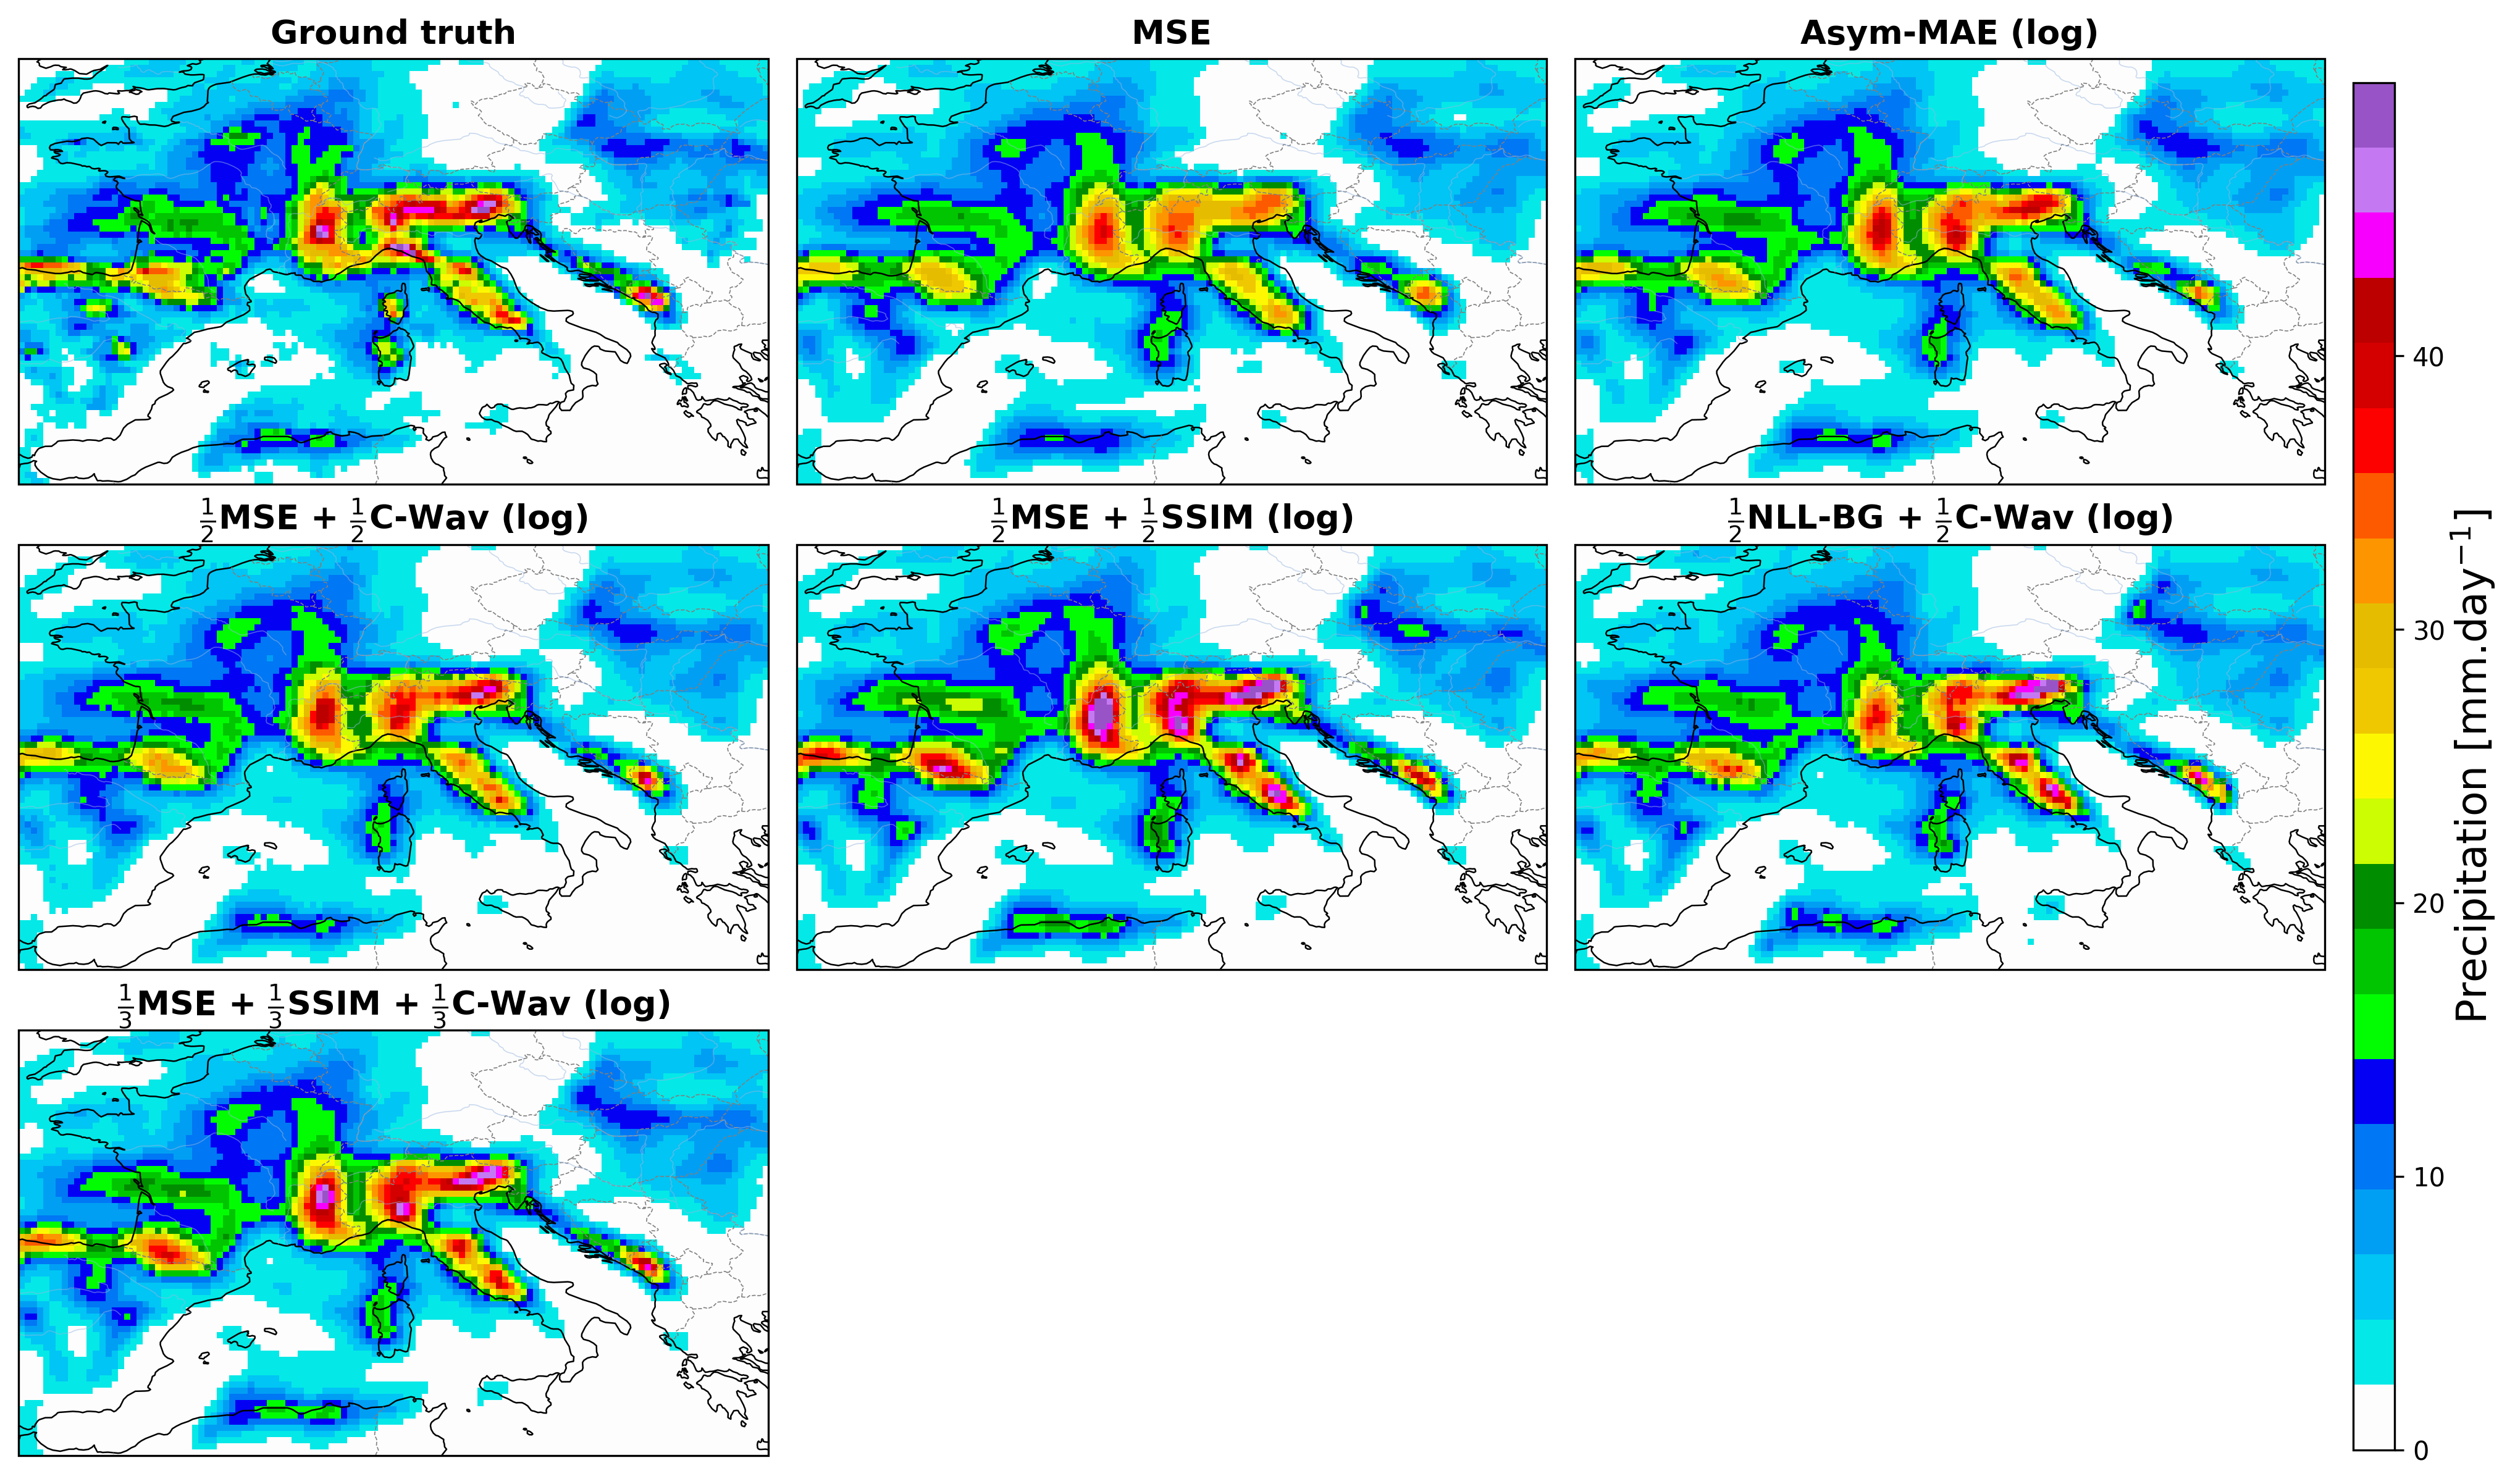 Ground truth
MSE
Asym-MAE (log)
½MSE + ½C-Wav (log)
½MSE + ½SSIM (log)
½NLL-BG + ½C-Wav (log)
⅓MSE + ⅓SSIM + ⅓C-Wav (log)
40
30
20
10
0
Precipitation [mm.day⁻¹]